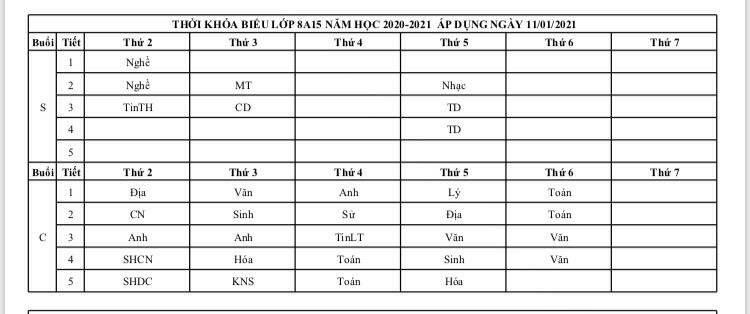 THỜI KHÓA BIỂU LỚP 8A15 NĂM HỌC 2020-2021 ÁP DỤNG NGÀY 11/01/2021
Buổi Tiết Thứ 2 Thứ 3 Thứ 4 Thứ 5 Thứ 6 Thứ 7
1 Nghề
2 Nghề MT Nhạc
S 3 TinTH CD TD
4 TD
5
Buổi Tiết Thứ 2 Thứ 3 Thứ 4 Thứ 5 Thứ 6 Thứ 7
1 Địa Văn Anh Lý Toán
2 CN Sinh Sử Địa Toán
C 3 Anh Anh TinLT Văn Văn
4 SHCN Hóa Toán Sinh Văn
5 SHDC KNS Toán Hóa